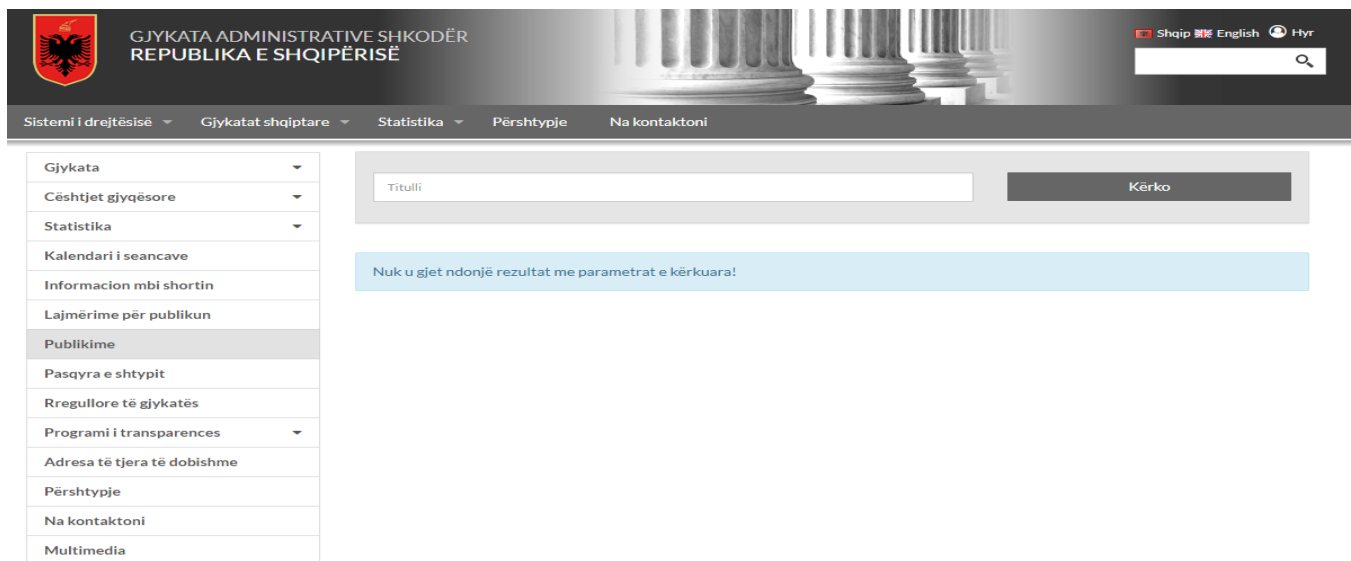 GJYKATA ADMINISTRATIVE SHKODËR
REPUBLIKA E SHQIPËRISË
Shqip English Hyr
Sistemi i drejtësisë Gjykatat shqiptare Statistika Përshtypje Na kontaktoni
Gjykata
Cështjet gjyqësore
Statistika
Kalendari i seancave
Informacion mbi shortin
Lajmërime për publikun
Publikime
Pasqyra e shtypit
Rregullore të gjykatës
Programi i transparences
Adresa të tjera të dobishme
Përshtypje
Na kontaktoni
Multimedia
Titulli Kërko
Nuk u gjet ndonjë rezultat me parametrat e kërkuara!